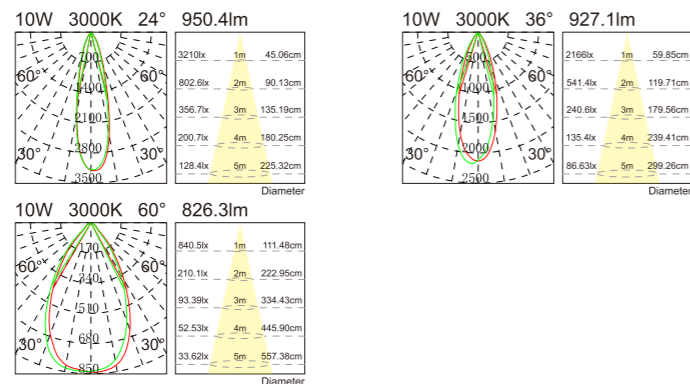 10W 3000K 24° 950.4lm
700
1400
2100
2800
3500
60° 60°
30° 30°
3210lx 1m 45.06cm
802.6lx 2m 90.13cm
356.7lx 3m 135.19cm
200.7lx 4m 180.25cm
128.4lx 5m 225.32cm
Diameter
10W 3000K 36° 927.1lm
500
1000
1500
2000
2500
60° 60°
30° 30°
2166lx 1m 59.85cm
541.4lx 2m 119.71cm
240.6lx 3m 179.56cm
135.4lx 4m 239.41cm
86.63lx 5m 299.26cm
Diameter
10W 3000K 60° 826.3lm
170
340
510
680
850
60° 60°
30° 30°
840.5lx 1m 111.48cm
210.1lx 2m 222.95cm
93.39lx 3m 334.43cm
52.53lx 4m 445.90cm
33.62lx 5m 557.38cm
Diameter